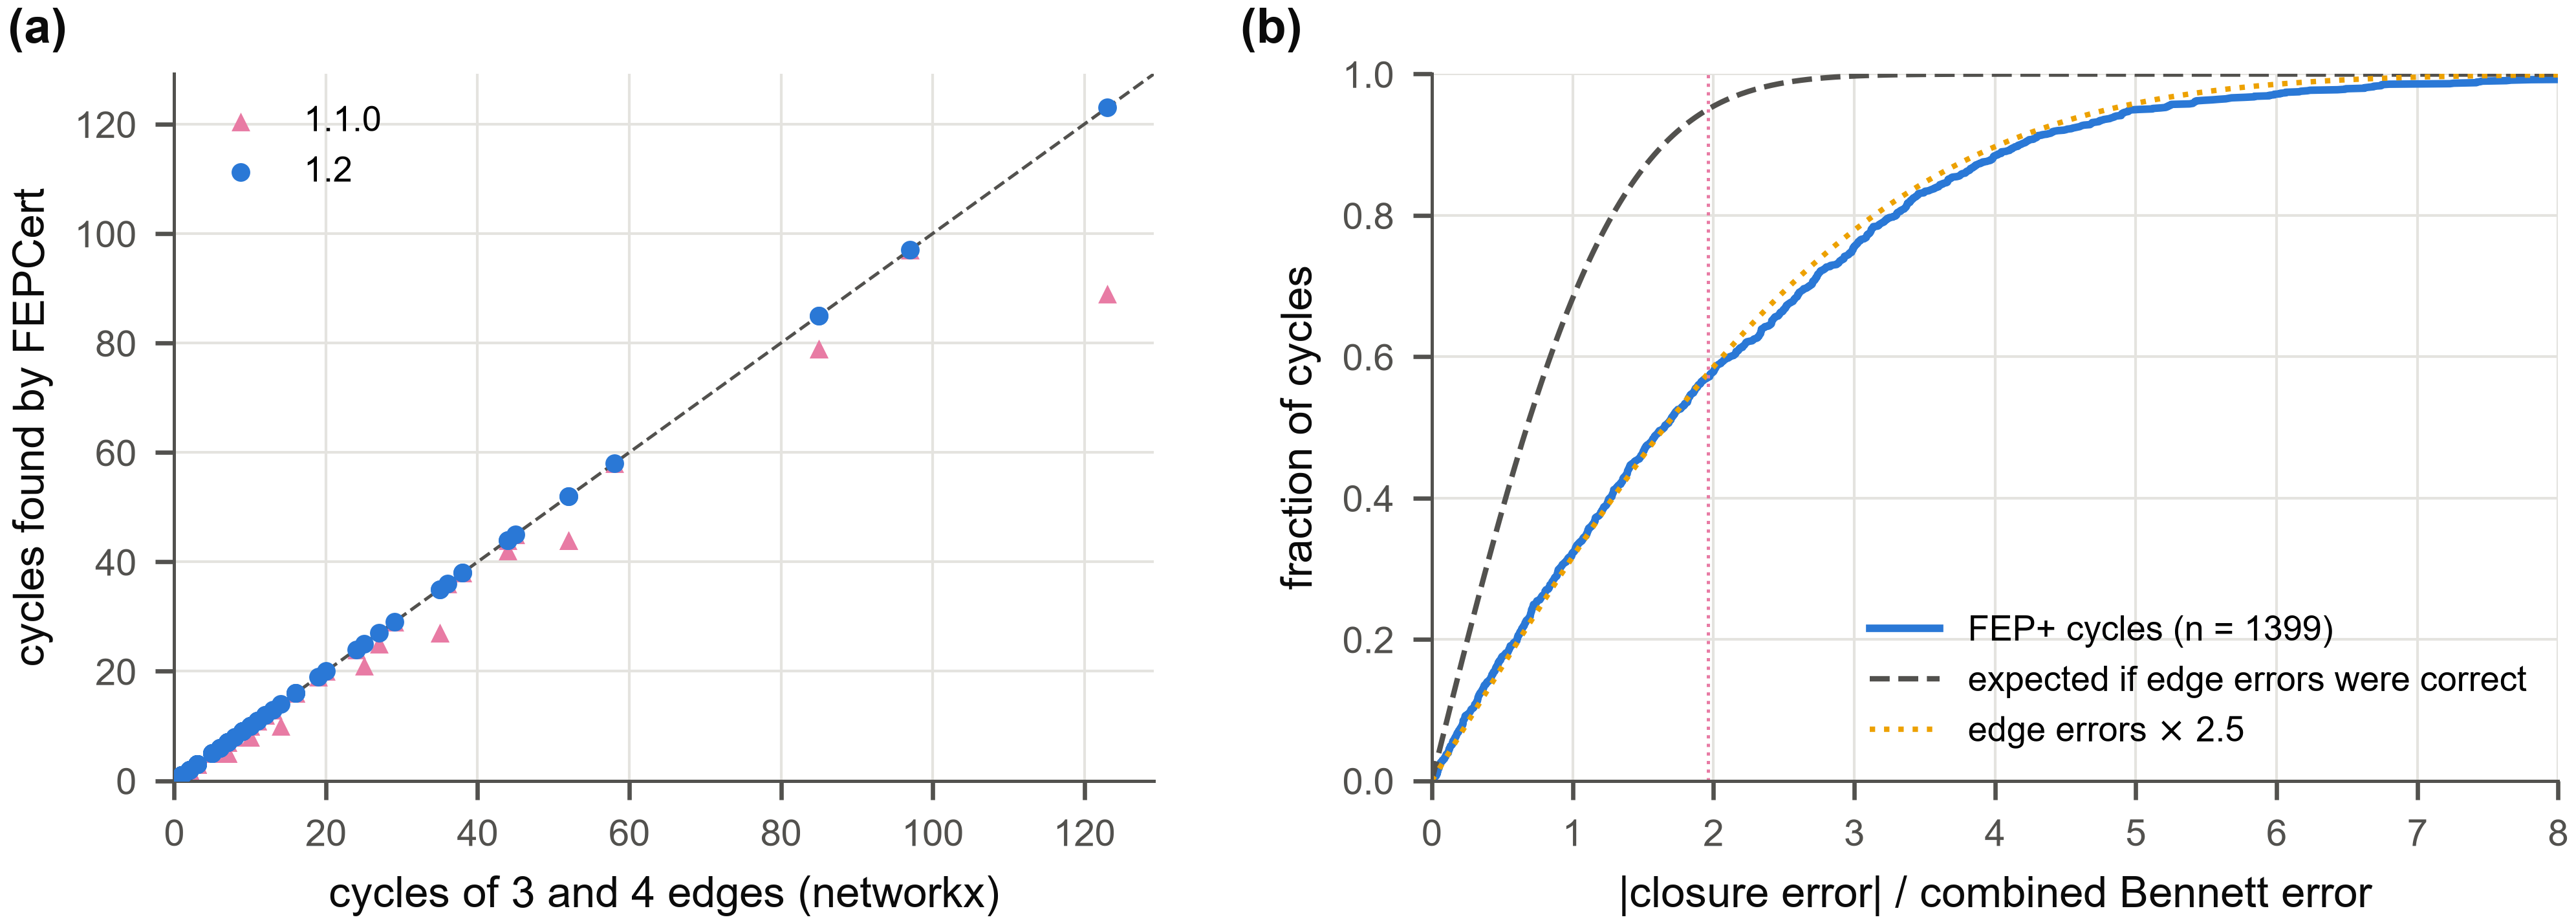 (a)
cycles found by FEPCert
120
100
80
60
40
20
0
1.1.0
1.2
0 20 40 60 80 100 120
cycles of 3 and 4 edges (networkx)
(b)
fraction of cycles
1.0
0.8
0.6
0.4
0.2
0.0
FEP+ cycles (n = 1399)
expected if edge errors were correct
edge errors × 2.5
0 1 2 3 4 5 6 7 8
|closure error| / combined Bennett error